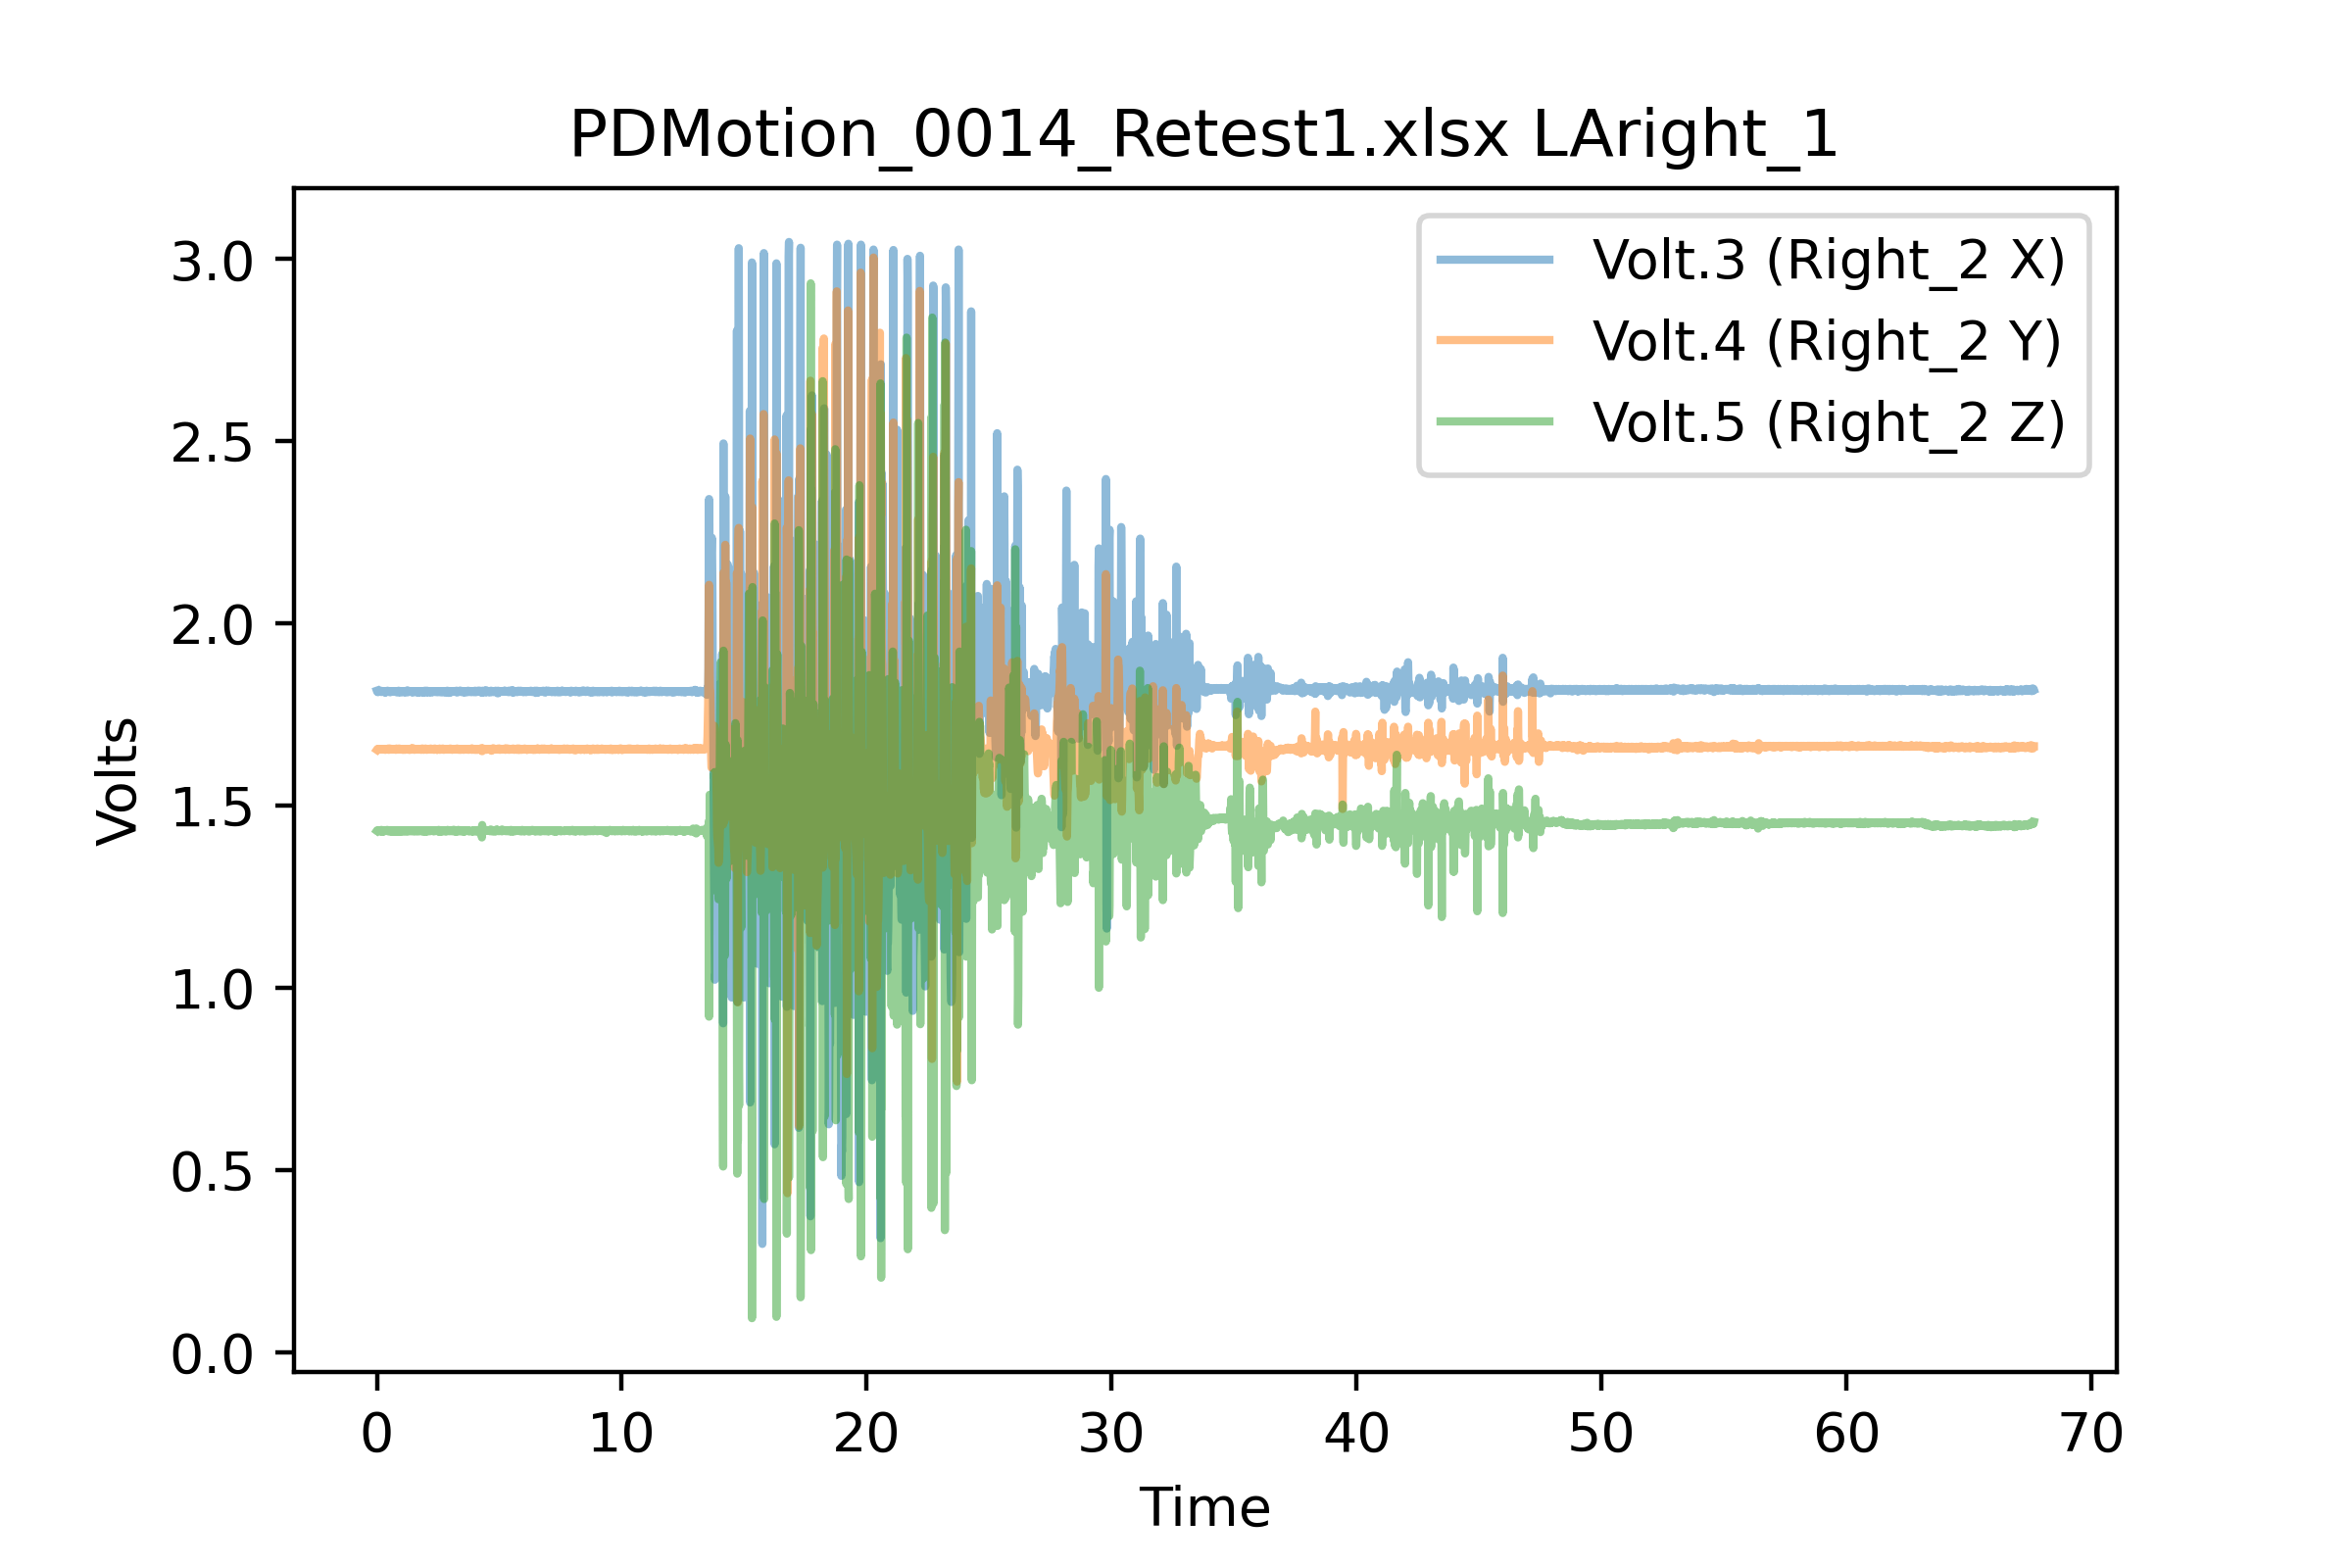 PDMotion_0014_Retest1.xlsx LAright_1
Volt.3 (Right_2 X)
Volt.4 (Right_2 Y)
Volt.5 (Right_2 Z)
Volts
3.0
2.5
2.0
1.5
1.0
0.5
0.0
0 10 20 30 40 50 60 70
Time